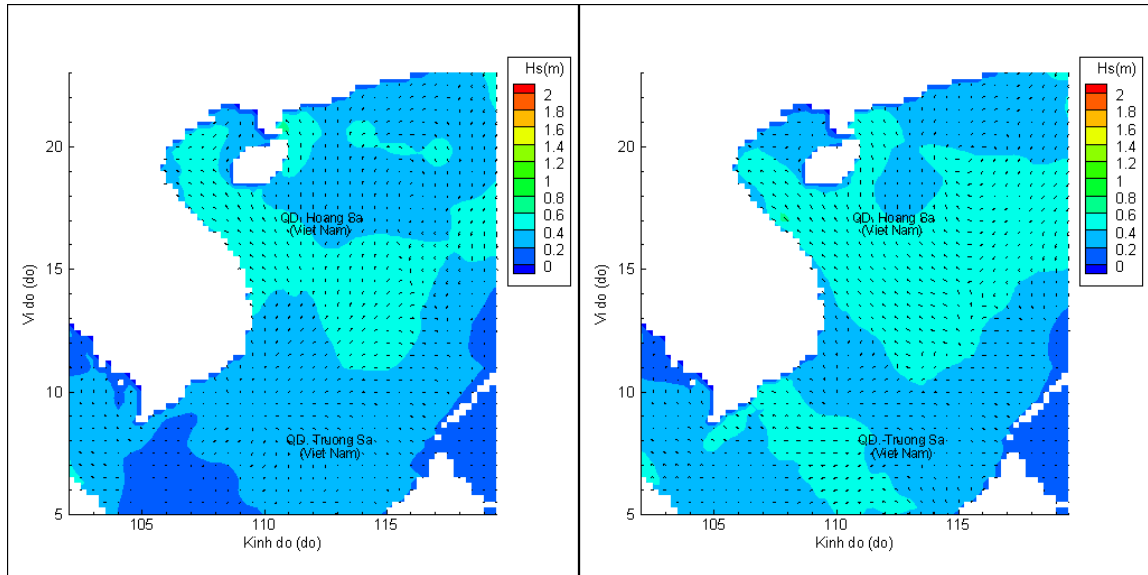 Hs(m)
2
1.8
1.6
1.4
1.2
1
0.8
0.6
0.4
0.2
0
20
15
10
5
Vi do (do)
QD. Hoang Sa
(Viet Nam)
QD. Truong Sa
(Viet Nam)
105
110
115
Kinh do (do)
Hs(m)
2
1.8
1.6
1.4
1.2
1
0.8
0.6
0.4
0.2
0
20
15
10
5
Vi do (do)
QD. Hoang Sa
(Viet Nam)
QD. Truong Sa
(Viet Nam)
105
110
115
Kinh do (do)